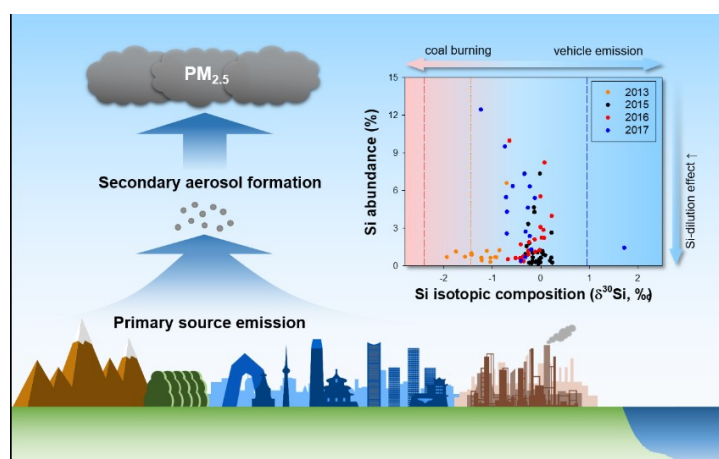 PM2.5
Secondary aerosol formation
Primary source emission
coal burning
vehicle emission
Si abundance (%)
15
12
9
6
3
0
2013
2015
2016
2017
Si-dilution effect ↑
-2
-1
0
1
2
Si isotopic composition (δ30Si, ‰)